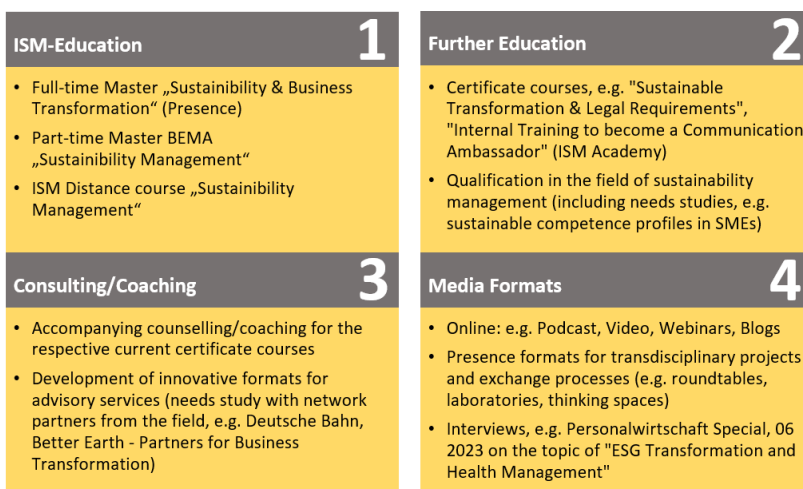 ISM-Education 1
• Full-time Master „Sustainibility & Business
Transformation“ (Presence)
• Part-time Master BEMA
„Sustainibility Management“
• ISM Distance course „Sustainibility
Management“
Further Education 2
• Certificate courses, e.g. "Sustainable
Transformation & Legal Requirements",
"Internal Training to become a Communication
Ambassador" (ISM Academy)
• Qualification in the field of sustainability
management (including needs studies, e.g.
sustainable competence profiles in SMEs)
Consulting/Coaching 3
• Accompanying counselling/coaching for the
respective current certificate courses
• Development of innovative formats for
advisory services (needs study with network
partners from the field, e.g. Deutsche Bahn,
Better Earth - Partners for Business
Transformation)
Media Formats 4
• Online: e.g. Podcast, Video, Webinars, Blogs
• Presence formats for transdisciplinary projects
and exchange processes (e.g. roundtables,
laboratories, thinking spaces)
• Interviews, e.g. Personalwirtschaft Special, 06
2023 on the topic of "ESG Transformation and
Health Management"